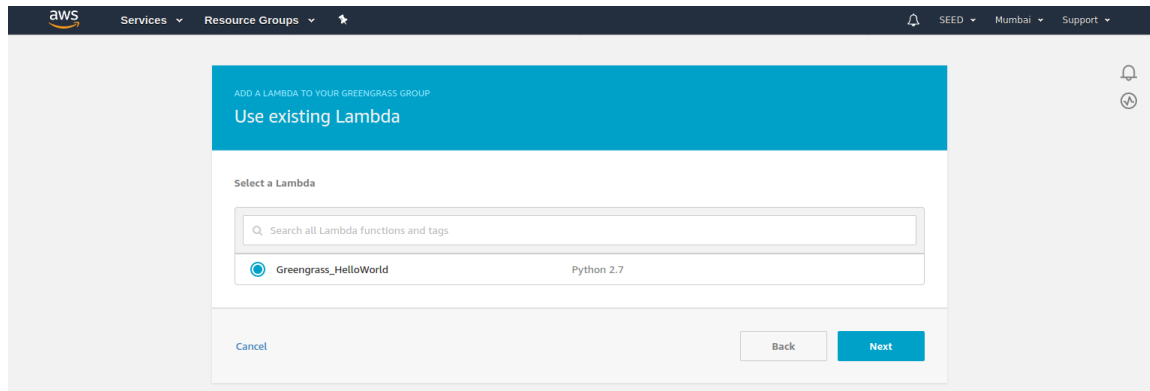 aws Services Resource Groups SEED Mumbai Support
ADD A LAMBDA TO YOUR GREENGRASS GROUP
Use existing Lambda
Select a Lambda
Search all Lambda functions and tags
Greengrass_HelloWorld Python 2.7
Cancel Back Next